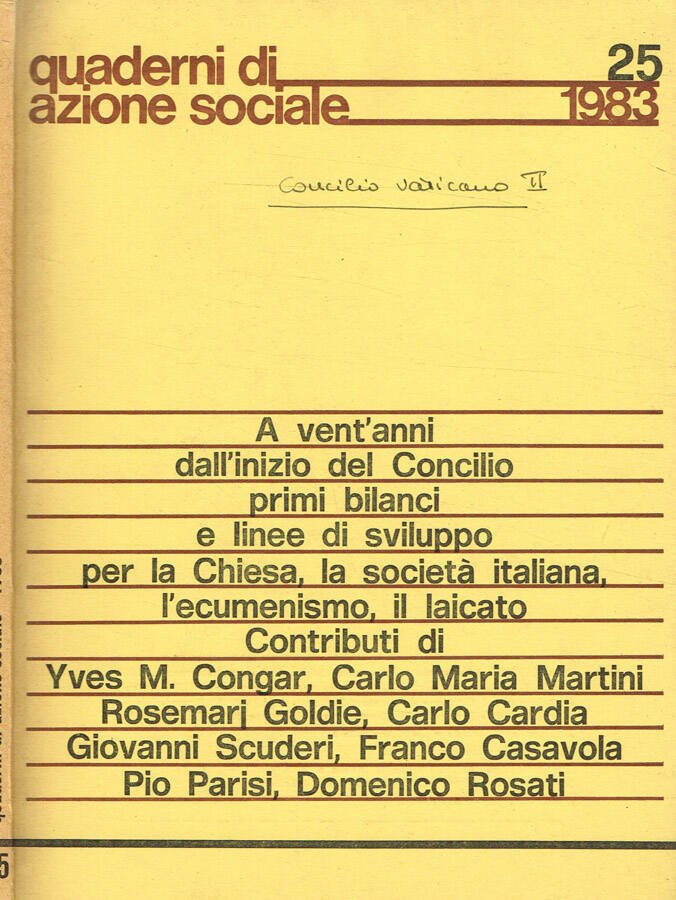 quaderni di
azione sociale
25
1983
Concilio Vaticano II
A vent'anni
dall'inizio del Concilio
primi bilanci
e linee di sviluppo
per la Chiesa, la società italiana,
l'ecumenismo, il laicato
Contributi di
Yves M. Congar, Carlo Maria Martini
Rosemarj Goldie, Carlo Cardia
Giovanni Scuderi, Franco Casavola
Pio Parisi, Domenico Rosati